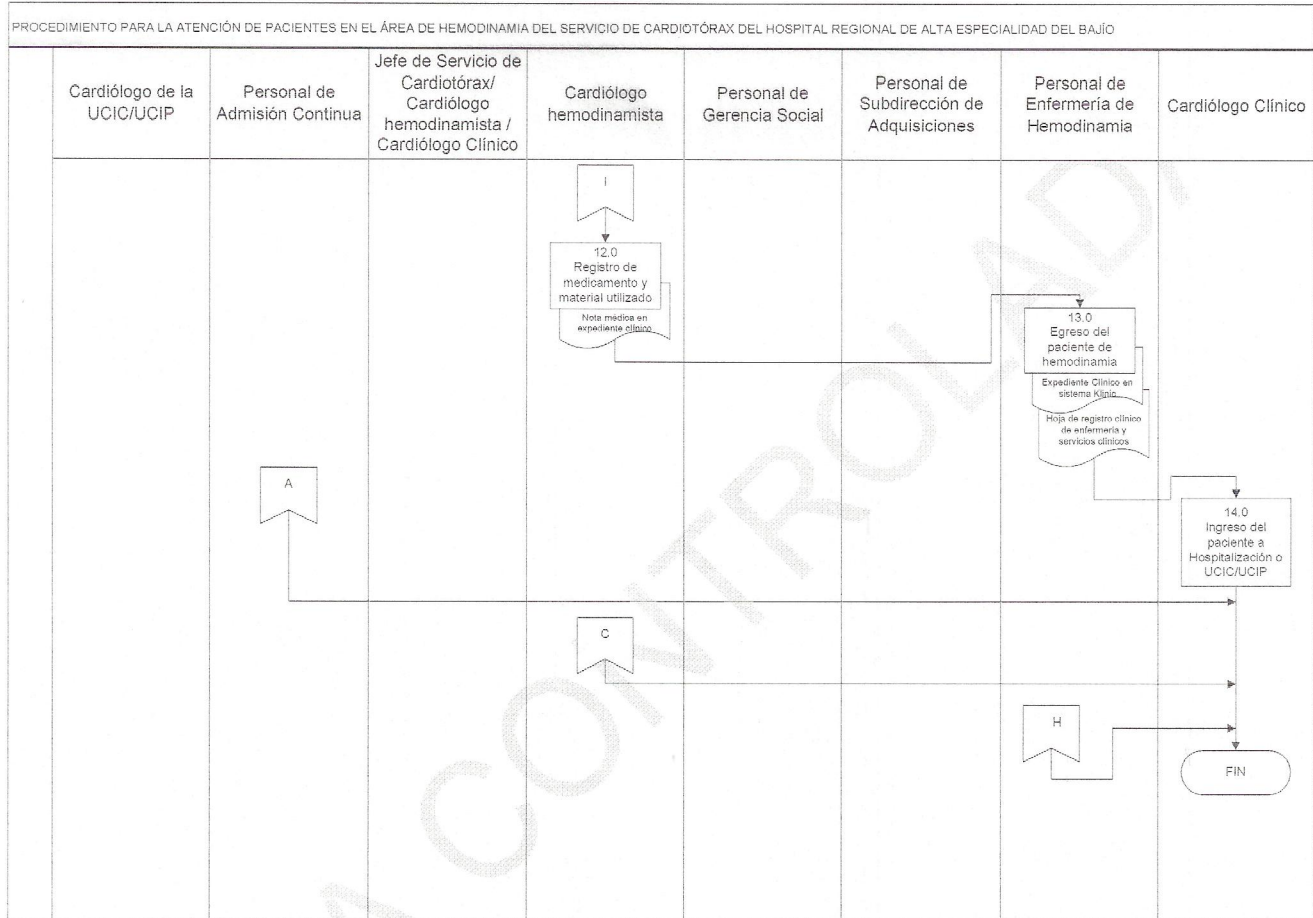 PROCEDIMIENTO PARA LA ATENCIÓN DE PACIENTES EN EL ÁREA DE HEMODINAMIA DEL SERVICIO DE CARDIOTÓRAX DEL HOSPITAL REGIONAL DE ALTA ESPECIALIDAD DEL BAJÍO
Cardiólogo de la
UCIC/UCIP
Personal de
Admisión Continua
Jefe de Servicio de
Cardiotórax/
Cardiólogo
hemodinamista /
Cardiólogo Clínico
Cardiólogo
hemodinamista
Personal de
Gerencia Social
Personal de
Subdirección de
Adquisiciones
Personal de
Enfermería de
Hemodinamia
Cardiólogo Clínico
I
12.0
Registro de
medicamento y
material utilizado
Nota médica en
expediente clínico
13.0
Egreso del
paciente de
hemodinamia
Expediente Clínico en
sistema Klinic
Hoja de registro clínico
de enfermería y
servicios clínicos
A
14.0
Ingreso del
paciente a
Hospitalización o
UCIC/UCIP
C
H
FIN
CONTROLADA